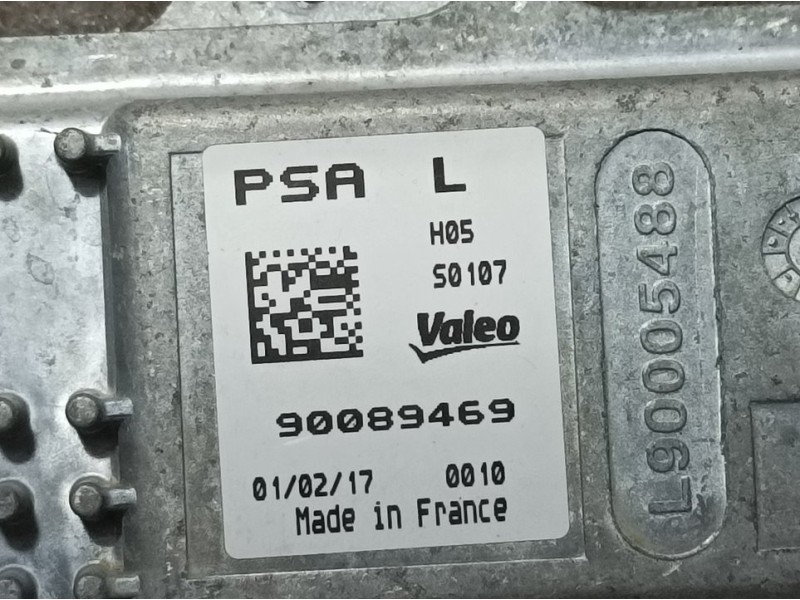 PSA L
H05
S0107
Valeo
90089469
01/02/17 0010
Made in France
L90005488